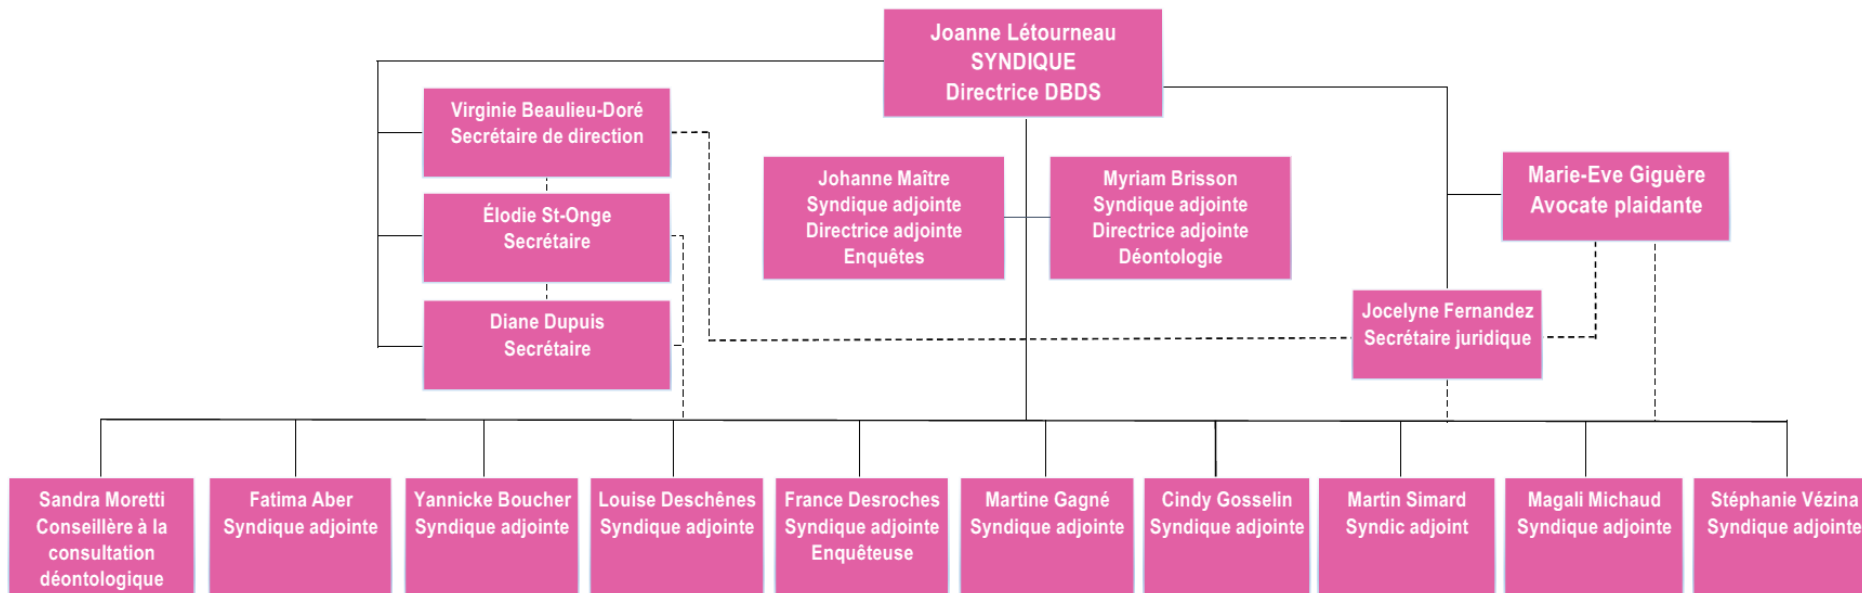 Joanne Létourneau
SYNDIQUE
Directrice DBDS
Virginie Beaulieu-Doré
Secrétaire de direction
Élodie St-Onge
Secrétaire
Diane Dupuis
Secrétaire
Johanne Maître
Syndique adjointe
Directrice adjointe
Enquêtes
Myriam Brisson
Syndique adjointe
Directrice adjointe
Déontologie
Marie-Eve Giguère
Avocate plaidante
Jocelyne Fernandez
Secrétaire juridique
Sandra Moretti
Conseillère à la
consultation
déontologique
Fatima Aber
Syndique adjointe
Yannicke Boucher
Syndique adjointe
Louise Deschênes
Syndique adjointe
France Desroches
Syndique adjointe
Enquêteuse
Martine Gagné
Syndique adjointe
Cindy Gosselin
Syndique adjointe
Martin Simard
Syndic adjoint
Magali Michaud
Syndique adjointe
Stéphanie Vézina
Syndique adjointe